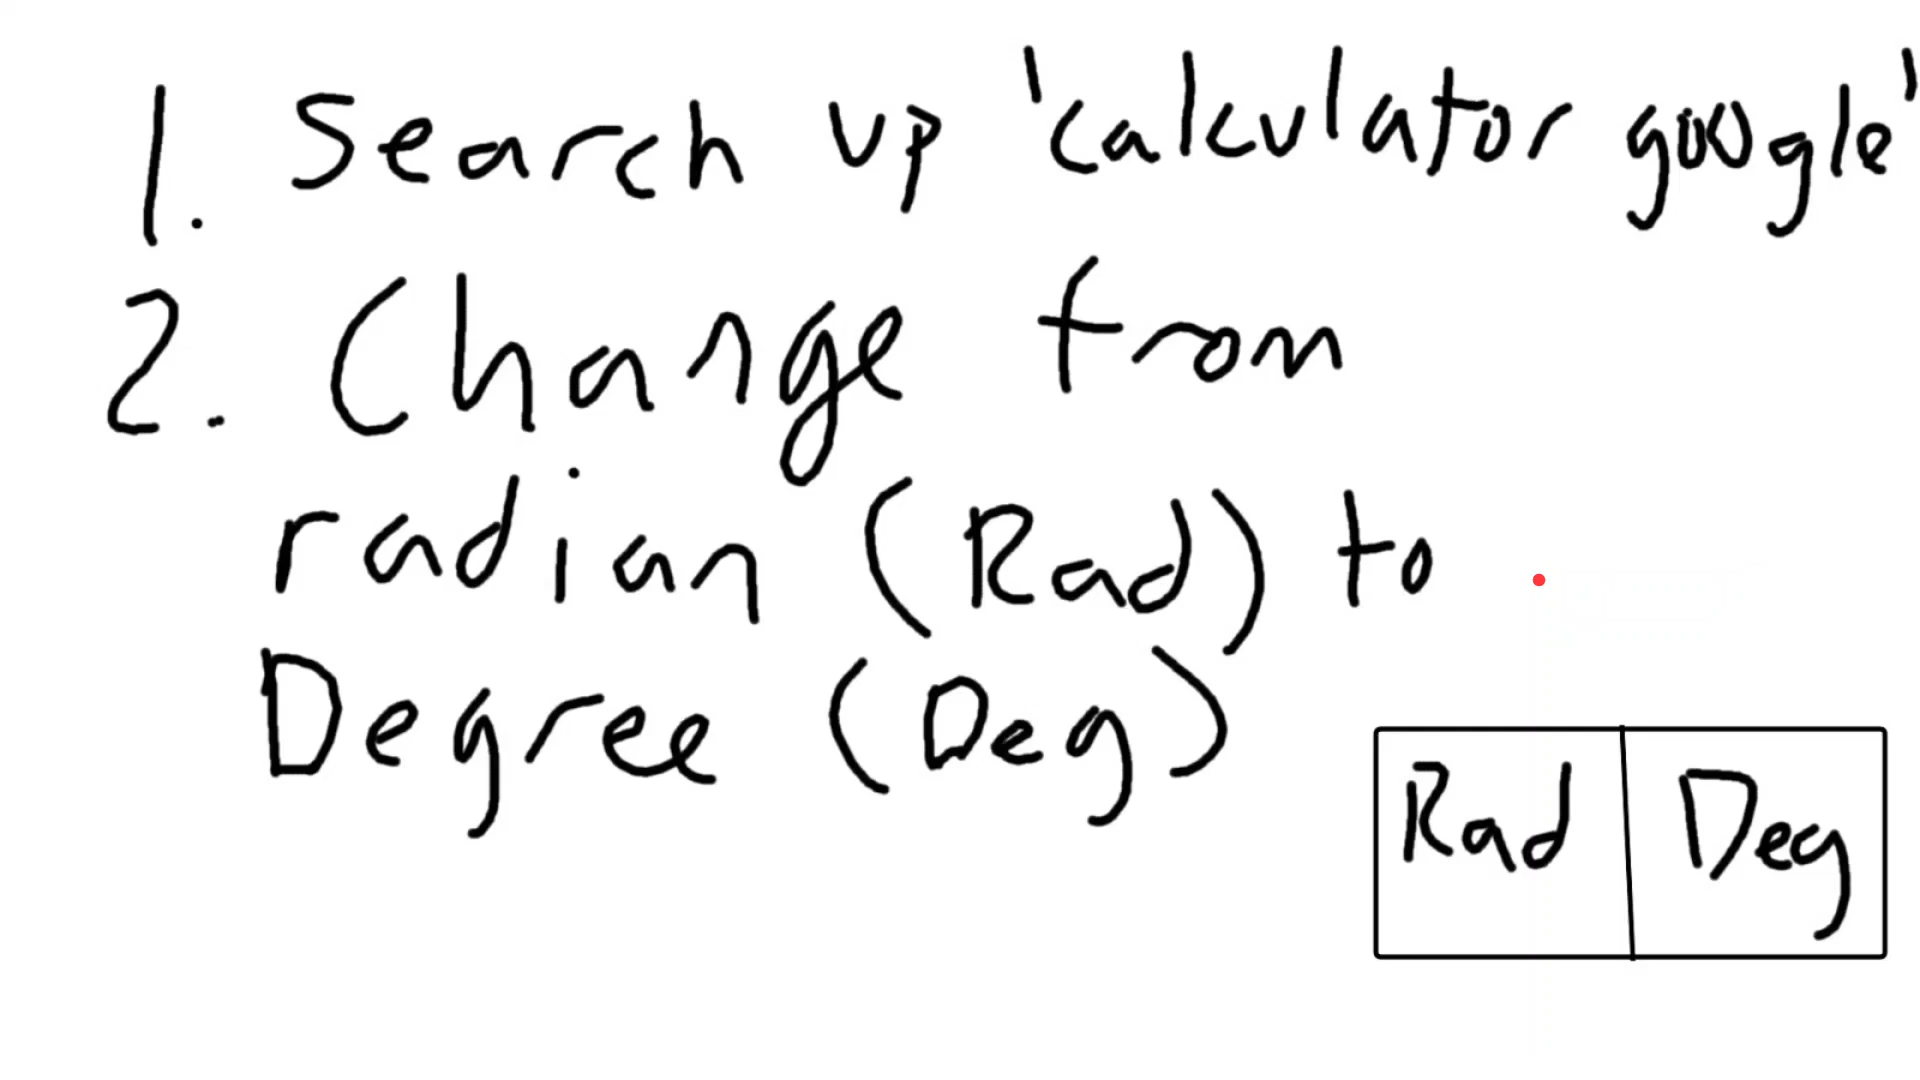 1. Search up 'calculator google'
2. Change from
radian (Rad) to
Degree (Deg)
Rad Deg